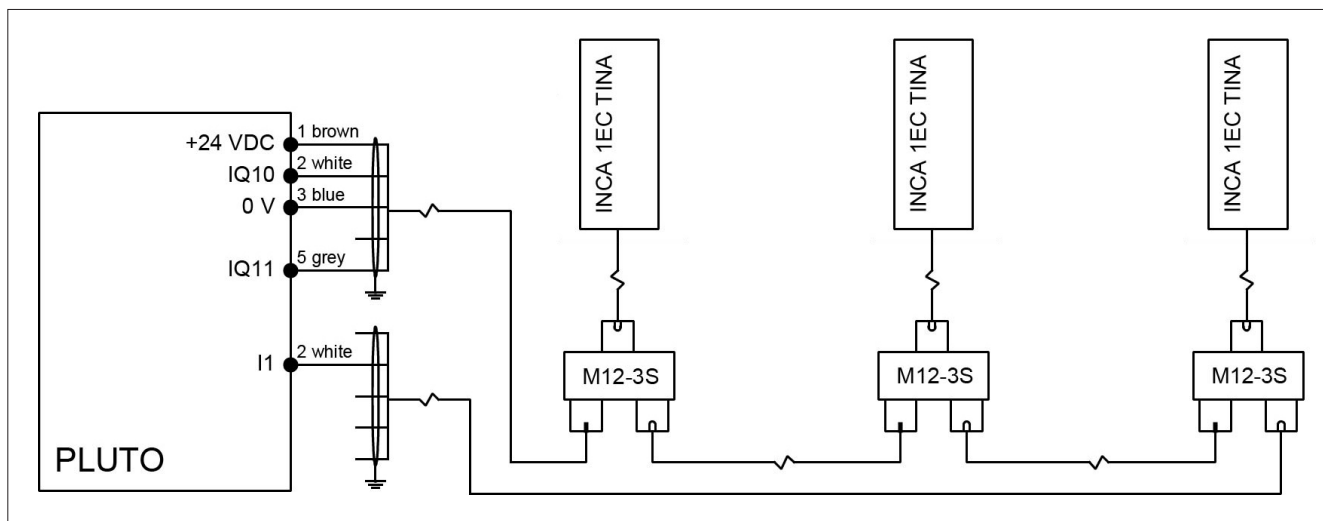 INCA 1EC TINA
INCA 1EC TINA
INCA 1EC TINA
+24 VDC
1 brown
IQ10
2 white
0 V
3 blue
IQ11
5 grey
I1
2 white
M12-3S
M12-3S
M12-3S
PLUTO